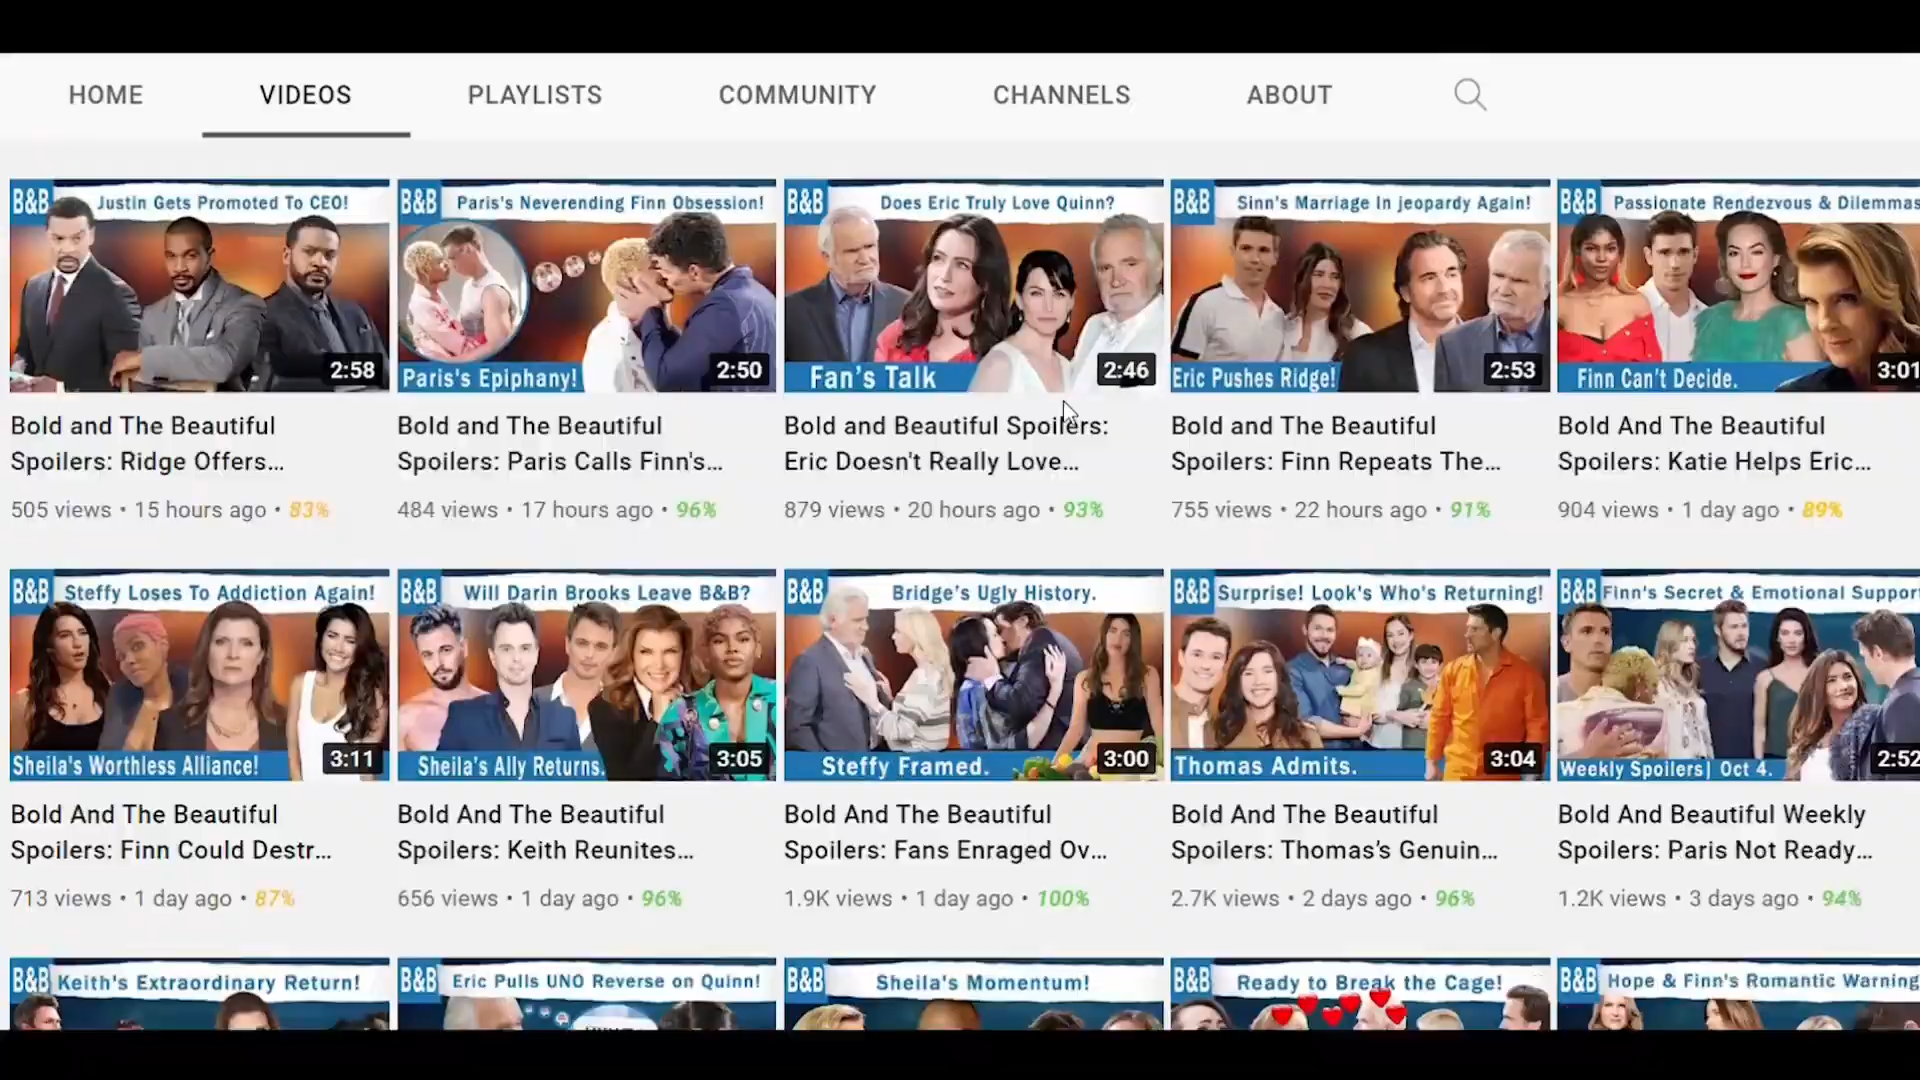 HOME VIDEOS PLAYLISTS COMMUNITY CHANNELS ABOUT
B&B Justin Gets Promoted To CEO!
2:58
Bold and The Beautiful
Spoilers: Ridge Offers...
505 views • 15 hours ago • 83%
B&B Paris's Neverending Finn Obsession!
Paris's Epiphany!
2:50
Bold and The Beautiful
Spoilers: Paris Calls Finn's...
484 views • 17 hours ago • 96%
B&B Does Eric Truly Love Quinn?
Fan's Talk
2:46
Bold and Beautiful Spoilers:
Eric Doesn't Really Love...
879 views • 20 hours ago • 93%
B&B Sinn's Marriage In jeopardy Again!
Eric Pushes Ridge!
2:53
Bold and The Beautiful
Spoilers: Finn Repeats The...
755 views • 22 hours ago • 91%
B&B Passionate Rendezvous & Dilemmas
Finn Can't Decide.
3:01
Bold And The Beautiful
Spoilers: Katie Helps Eric...
904 views • 1 day ago • 89%
B&B Steffy Loses To Addiction Again!
Sheila's Worthless Alliance!
3:11
Bold And The Beautiful
Spoilers: Finn Could Destr...
713 views • 1 day ago • 87%
B&B Will Darin Brooks Leave B&B?
Sheila's Ally Returns.
3:05
Bold And The Beautiful
Spoilers: Keith Reunites...
656 views • 1 day ago • 96%
B&B Bridge's Ugly History.
Steffy Framed.
3:00
Bold And The Beautiful
Spoilers: Fans Enraged Ov...
1.9K views • 1 day ago • 100%
B&B Surprise! Look's Who's Returning!
Thomas Admits.
3:04
Bold And The Beautiful
Spoilers: Thomas's Genuin...
2.7K views • 2 days ago • 96%
B&B Finn's Secret & Emotional Support
Weekly Spoilers| Oct 4.
2:52
Bold And Beautiful Weekly
Spoilers: Paris Not Ready...
1.2K views • 3 days ago • 94%
B&B Keith's Extraordinary Return!
B&B Eric Pulls UNO Reverse on Quinn!
B&B Sheila's Momentum!
B&B Ready to Break the Cage!
B&B Hope & Finn's Romantic Warning